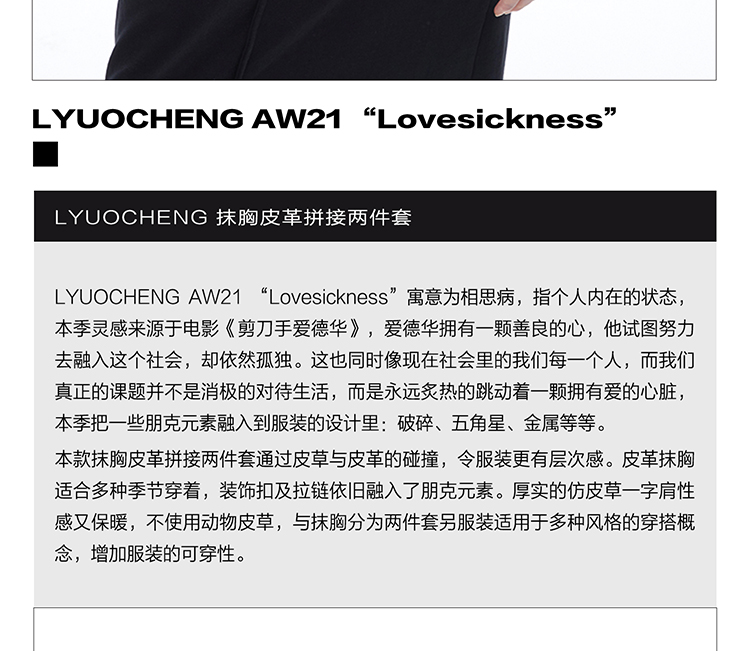 LYUOCHENG AW21 “Lovesickness”
LYUOCHENG 抹胸皮革拼接两件套
LYUOCHENG AW21 “Lovesickness”寓意为相思病，指个人内在的状态，
本季灵感来源于电影《剪刀手爱德华》，爱德华拥有一颗善良的心，他试图努力
去融入这个社会，却依然孤独。这也同时像现在社会里的我们每一个人，而我们
真正的课题并不是消极的对待生活，而是永远炙热的跳动着一颗拥有爱的心脏，
本季把一些朋克元素融入到服装的设计里：破碎、五角星、金属等等。
本款抹胸皮革拼接两件套通过皮草与皮革的碰撞，令服装更有层次感。皮革抹胸
适合多种季节穿着，装饰扣及拉链依旧融入了朋克元素。厚实的仿皮草一字肩性
感又保暖，不使用动物皮草，与抹胸分为两件套另服装适用于多种风格的穿搭概
念，增加服装的可穿性。